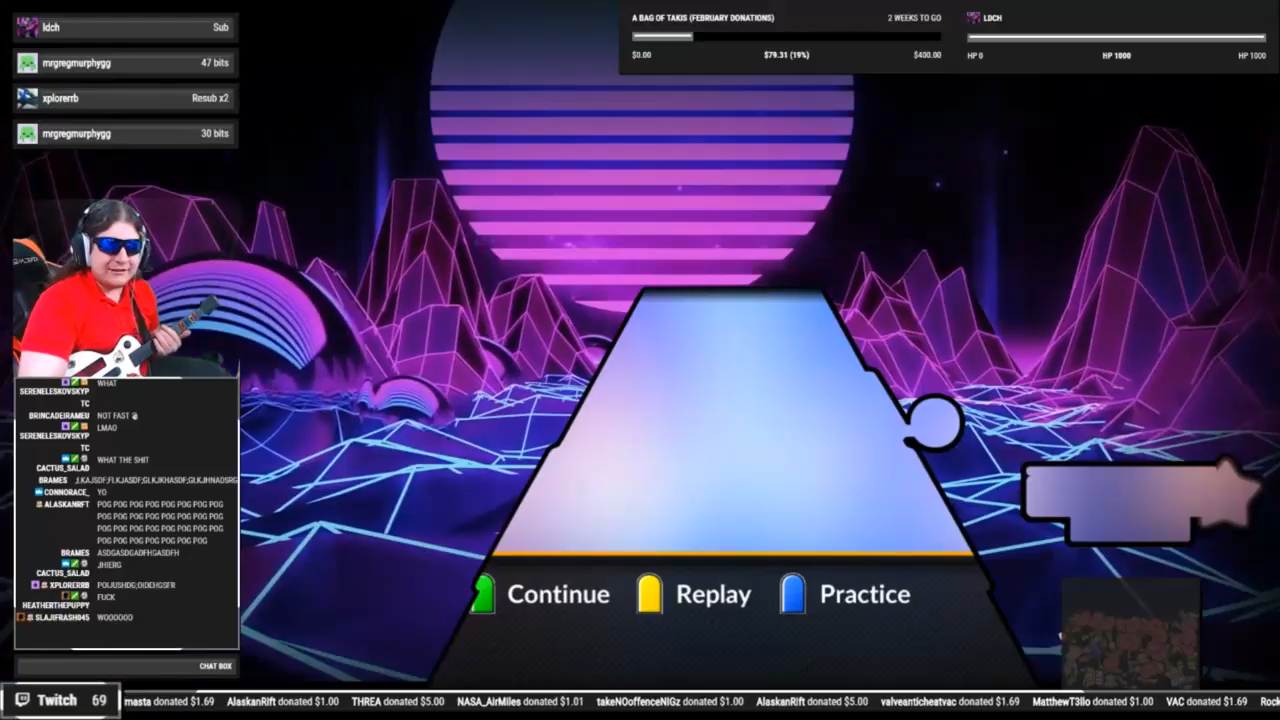 ldch Sub
mrgregmurphygg 47 bits
xplorerrb Resub x2
mrgregmurphygg 30 bits
A BAG OF TAKIS (FEBRUARY DONATIONS) 2 WEEKS TO GO
$0.00 $79.31 (19%) $400.00
LDCH
HP 0 HP 1000 HP 1000
WHAT
SERENELESKOVSKYP
TC
BRINCADEIRAMEU NOT FAST
LMAO
SERENELESKOVSKYP
TC
WHAT THE SHIT
CACTUS_SALAD
BRAMES
CONNORACE_ YO
ALASKANRFT POG POG POG POG POG POG POG POG
POG POG POG POG POG POG POG POG
POG POG POG POG POG POG POG POG
POG POG POG POG POG POG POG
BRAMES ASDGASDGADFHGASDFH
JHIERG
CACTUS_SALAD
XPLORERRB POIJUSHDG;OIDEHGSFR
FUCK
HEATHERTHEPUPPY
SLAJIFRASH045 WOOOOOO
CHAT BOX
Continue Replay Practice
Twitch 69
masta donated $1.69 AlaskanRift donated $1.00 THREA donated $5.00 NASA_AirMiles donated $1.01 takeNOoffenceNIGz donated $1.00 AlaskanRift donated $5.00 valveanticheatvac donated $1.69 MatthewT3llo donated $1.00 VAC donated $1.69 Roc